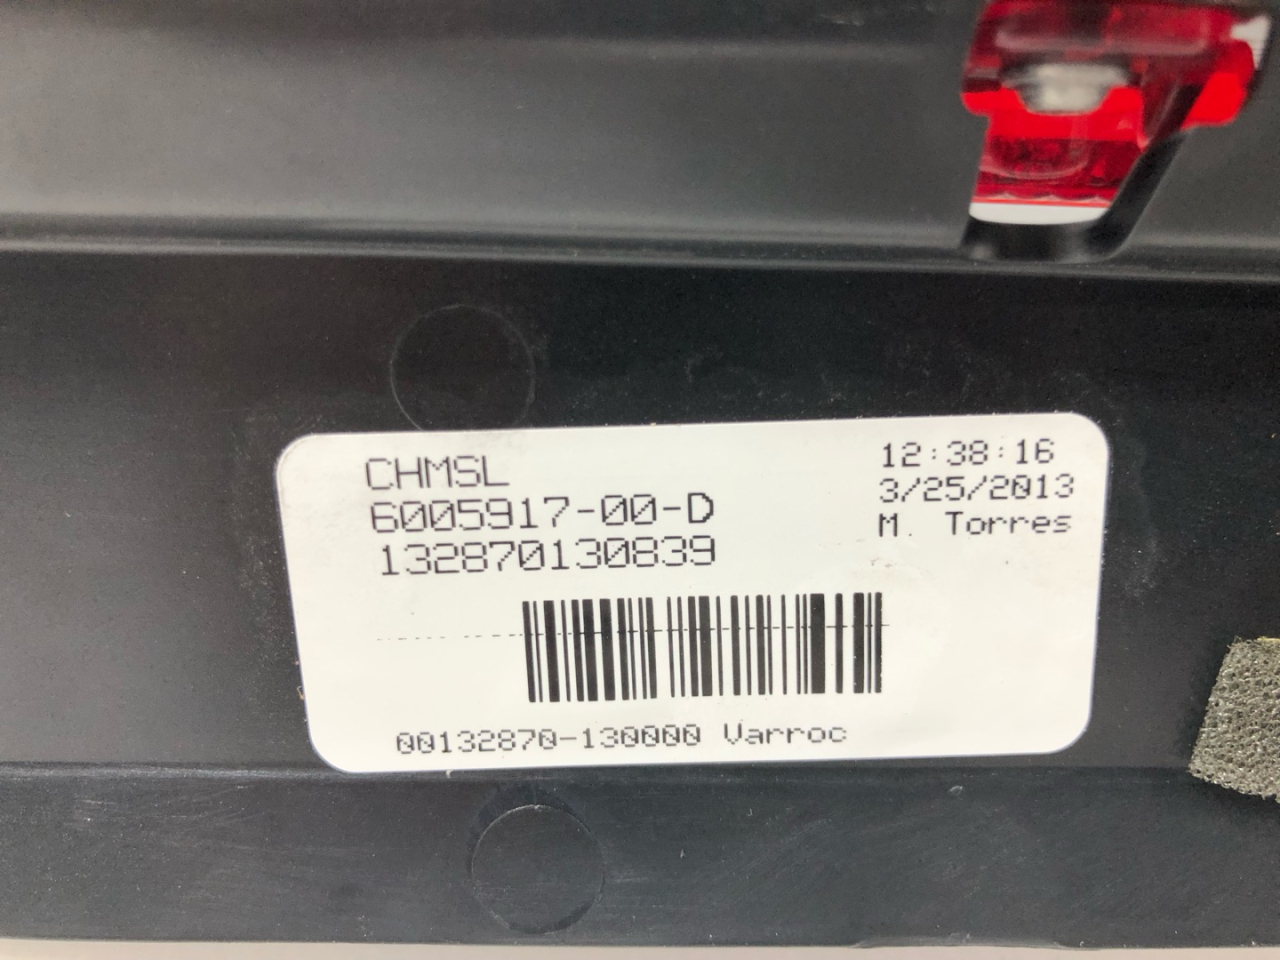 CHMSL
6005917-00-D
132870130839
12:38:16
3/25/2013
M. Torres
00132870-130000 Varroc